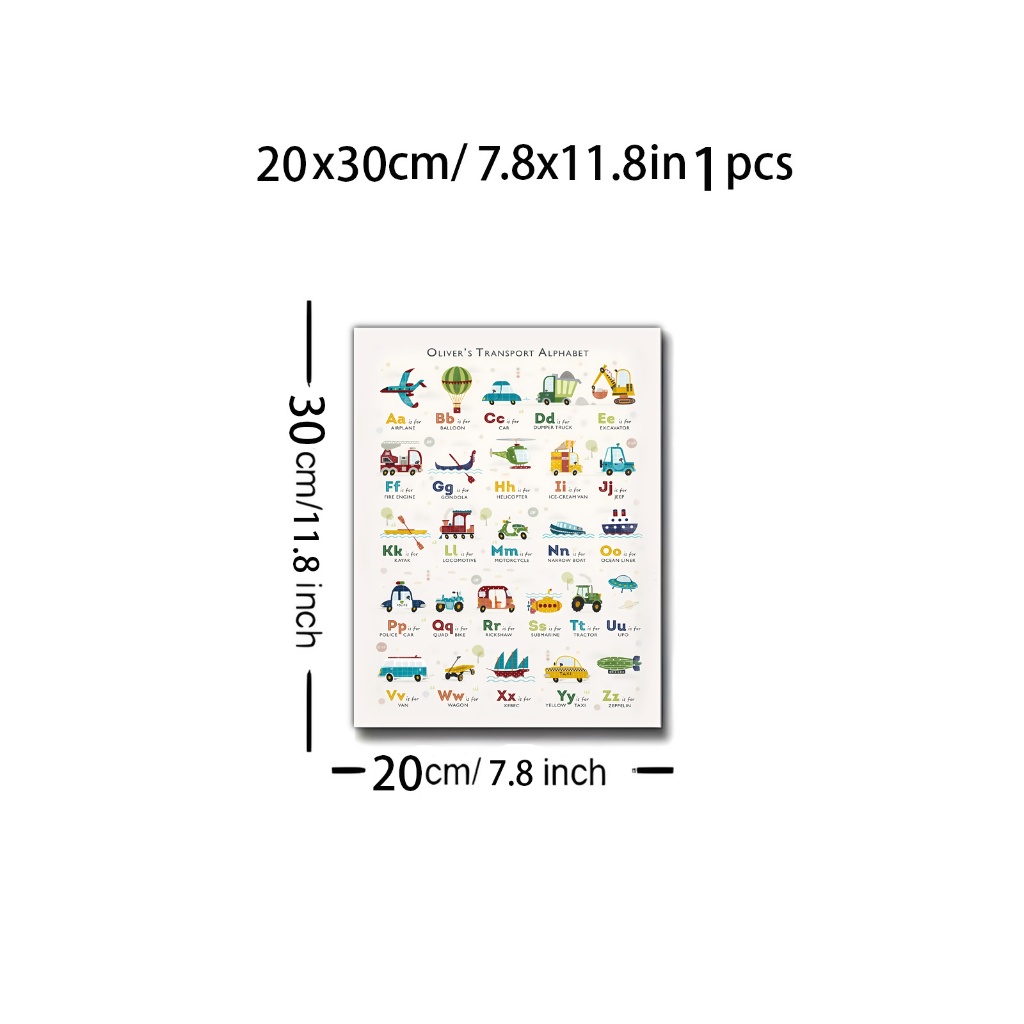 20x30cm/ 7.8x11.8in 1 pcs
30 cm/11.8 inch
OLIVER'S TRANSPORT ALPHABET
Aa is for Bb is for Cc is for Dd is for Ee is for
AIRPLANE BALLOON CAR DUMPER TRUCK EXCAVATOR
Ff is for Gg is for Hh is for Ii is for Jj is for
FIRE ENGINE GONDOLA HELICOPTER ICE-CREAM VAN JEEP
Kk is for Ll is for Mm is for Nn is for Oo is for
KAYAK LOCOMOTIVE MOTORCYCLE NARROW BOAT OCEAN LINER
Pp is for Qq is for Rr is for Ss is for Tt is for Uu is for
POLICE CAR QUAD BIKE RICKSHAW SUBMARINE TRACTOR UFO
TAXI
Vv is for Ww is for Xx is for Yy is for Zz is for
VAN WAGON XEBEC YELLOW TAXI ZEPPELIN
20cm/ 7.8 inch